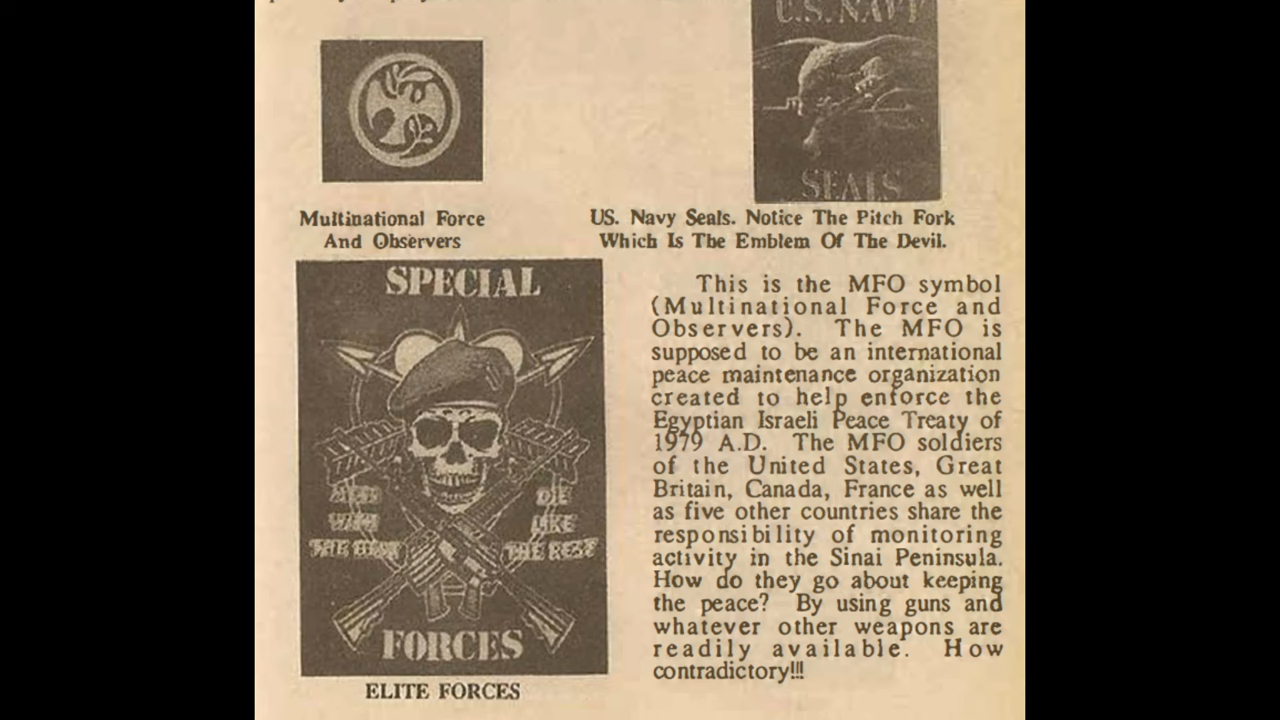 U.S. NAVY
SEALS
Multinational Force
And Observers
US. Navy Seals. Notice The Pitch Fork
Which Is The Emblem Of The Devil.
SPECIAL
MESS
WITH
THE BEST
DIE
LIKE
THE REST
FORCES
ELITE FORCES
This is the MFO symbol
(Multinational Force and
Observers). The MFO is
supposed to be an international
peace maintenance organization
created to help enforce the
Egyptian Israeli Peace Treaty of
1979 A.D. The MFO soldiers
of the United States, Great
Britain, Canada, France as well
as five other countries share the
responsibility of monitoring
activity in the Sinai Peninsula.
How do they go about keeping
the peace? By using guns and
whatever other weapons are
readily available. How
contradictory!!!